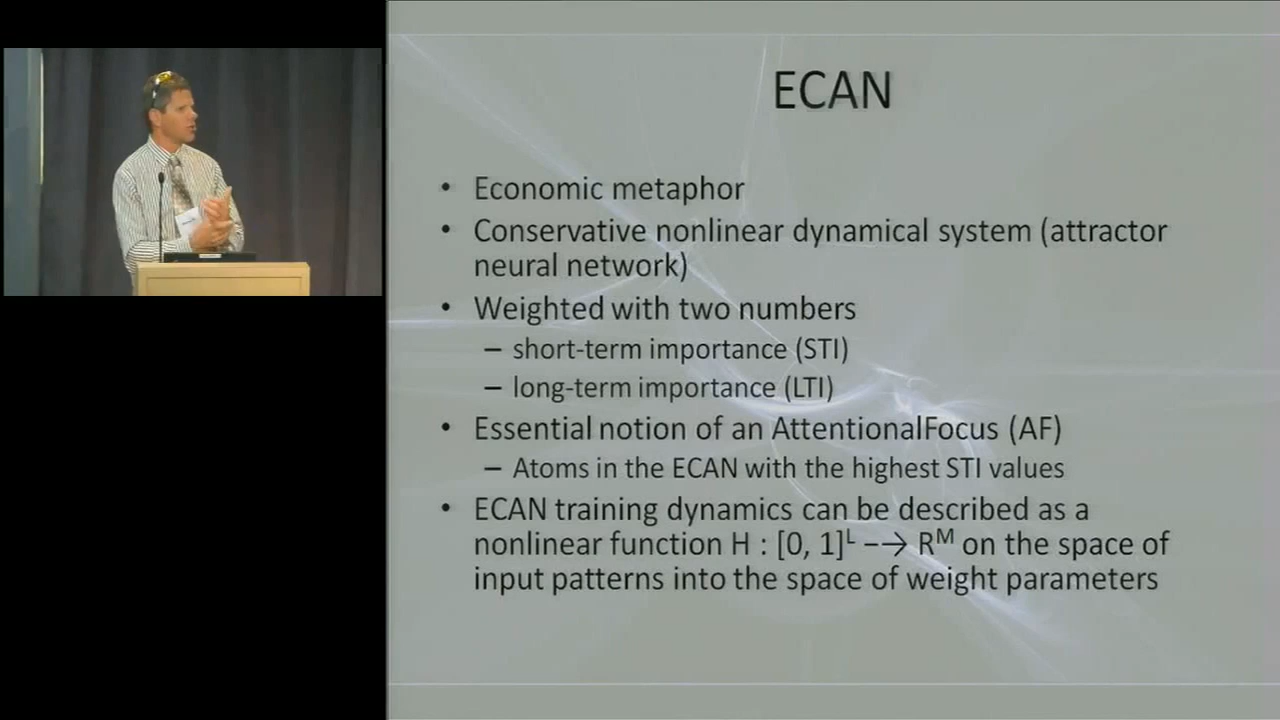 ECAN
• Economic metaphor
• Conservative nonlinear dynamical system (attractor
neural network)
• Weighted with two numbers
– short-term importance (STI)
– long-term importance (LTI)
• Essential notion of an AttentionalFocus (AF)
– Atoms in the ECAN with the highest STI values
• ECAN training dynamics can be described as a
nonlinear function H : [0, 1]ᴸ −→ Rᴹ on the space of
input patterns into the space of weight parameters